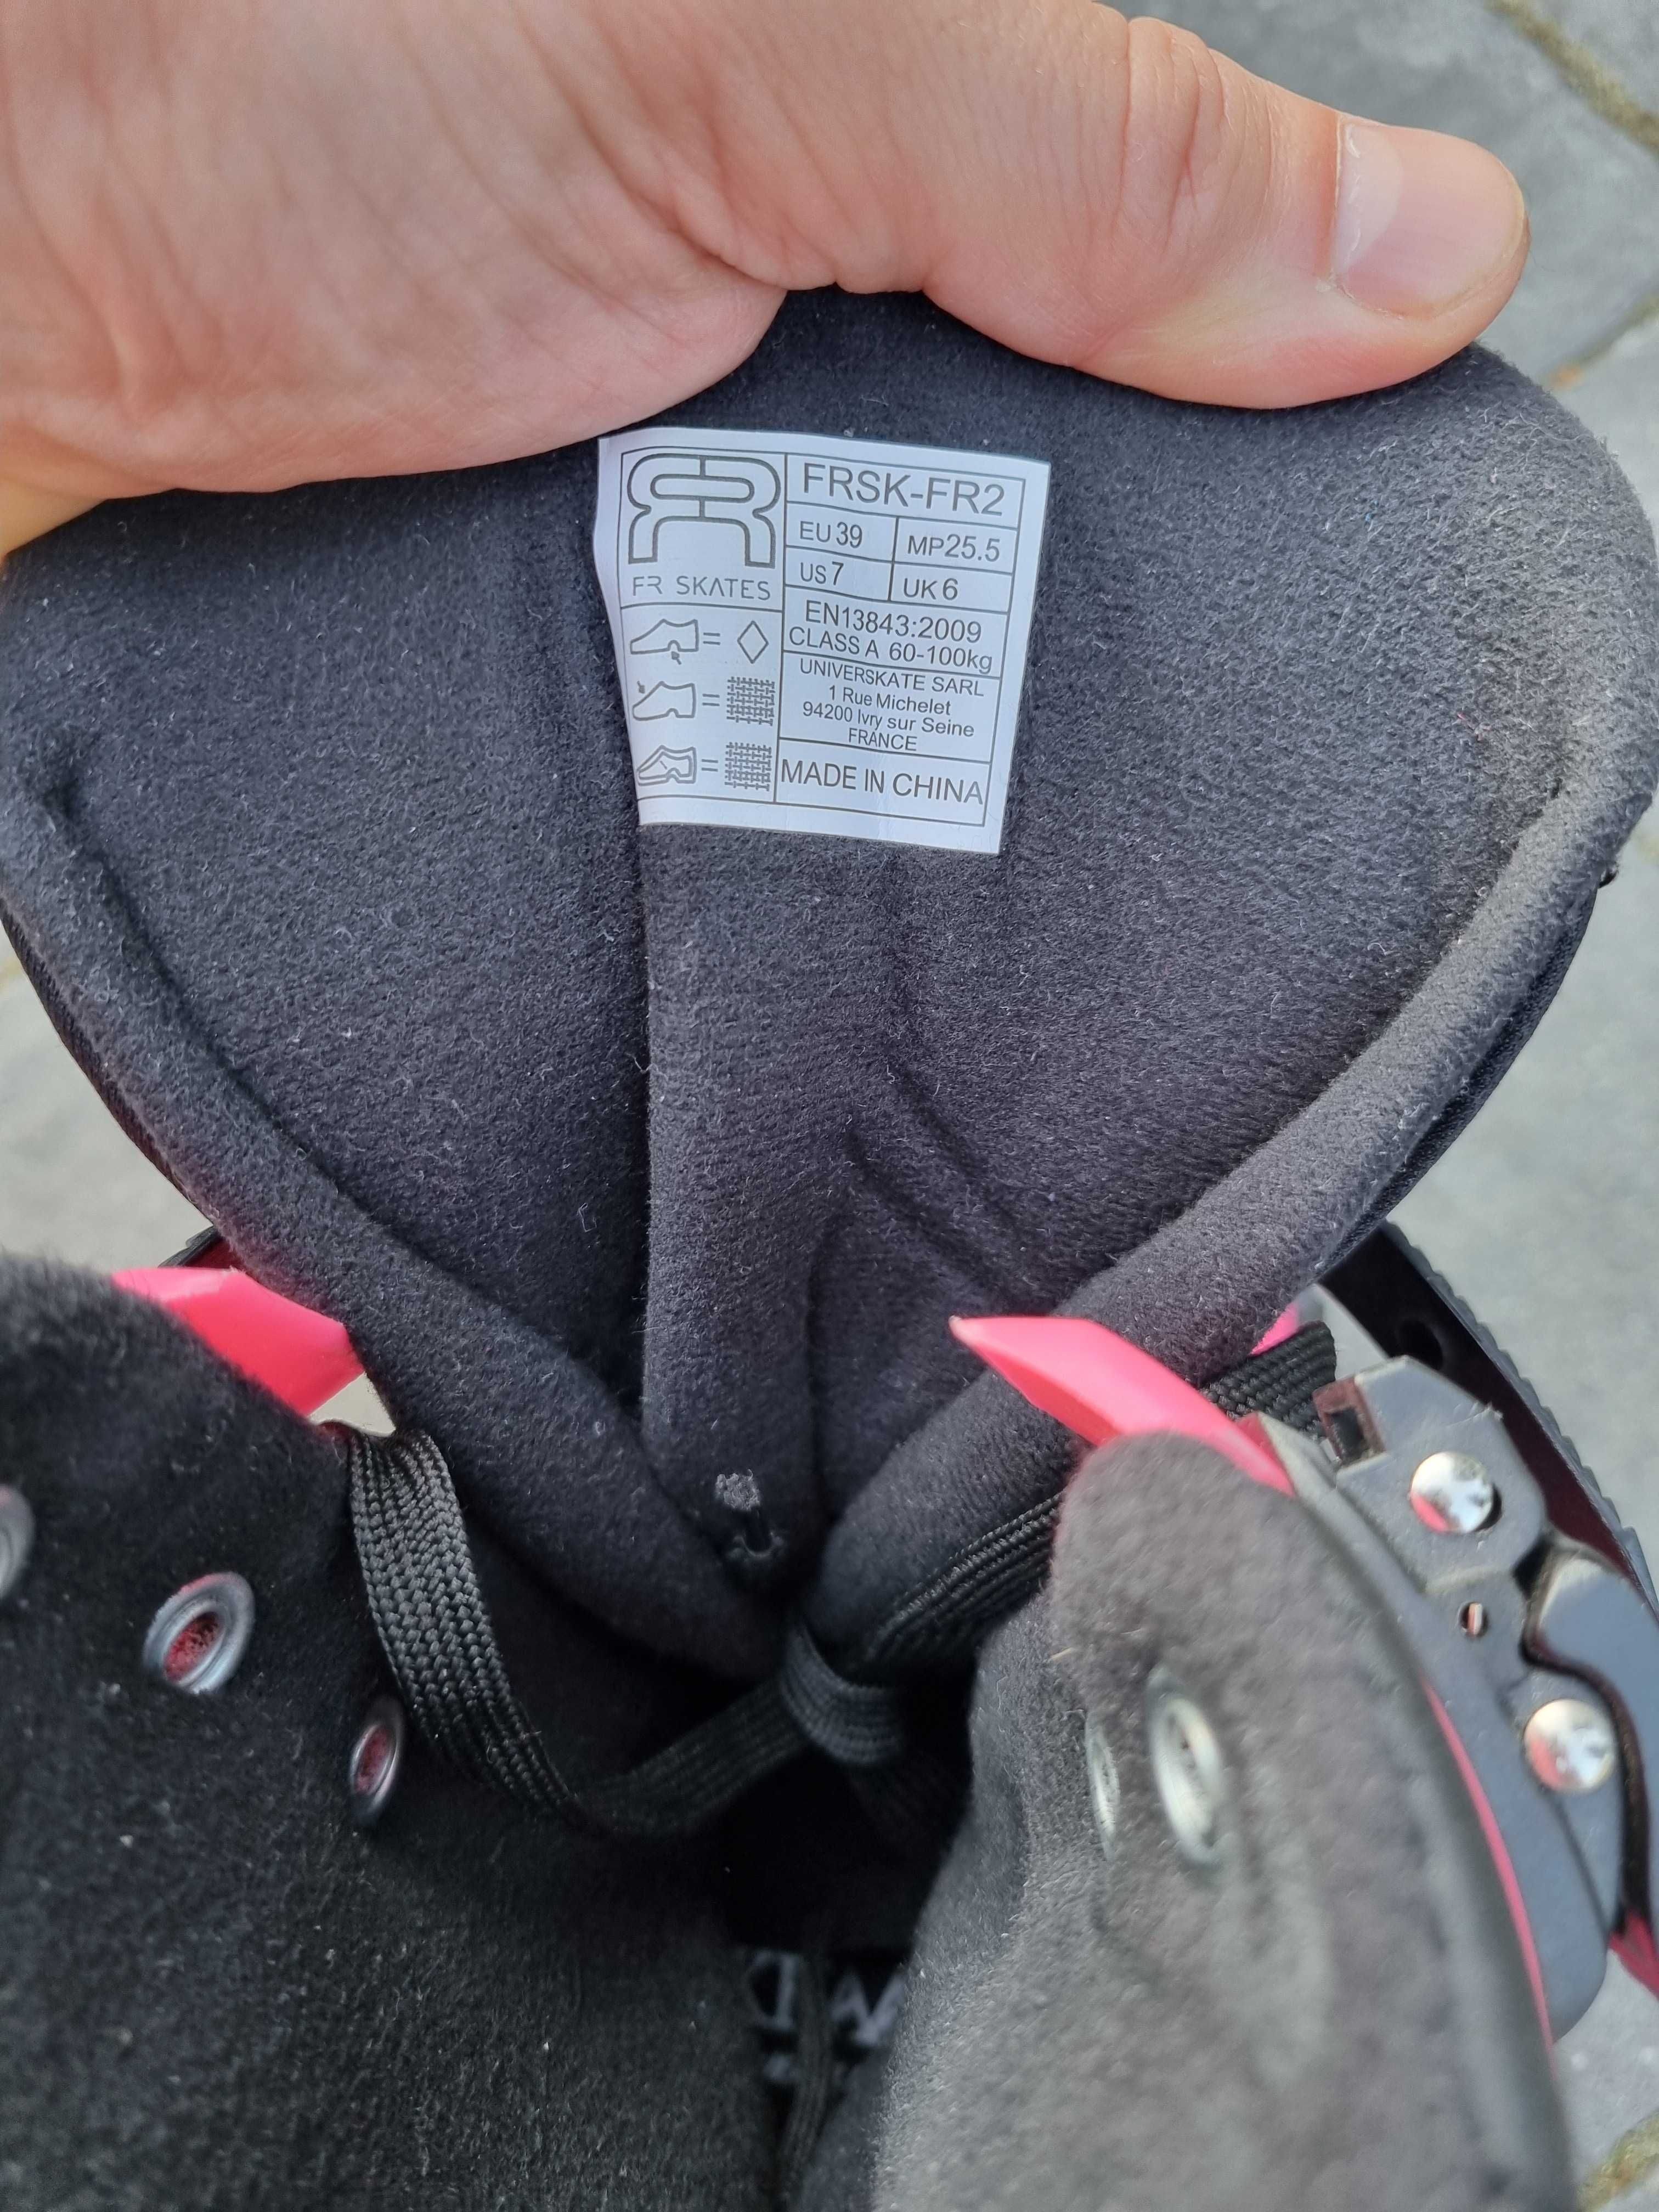 FR SKATES
FRSK-FR2
EU 39
MP 25.5
US 7
UK 6
EN13843:2009
CLASS A 60-100kg
UNIVERSKATE SARL
1 Rue Michelet
94200 Ivry sur Seine
FRANCE
MADE IN CHINA